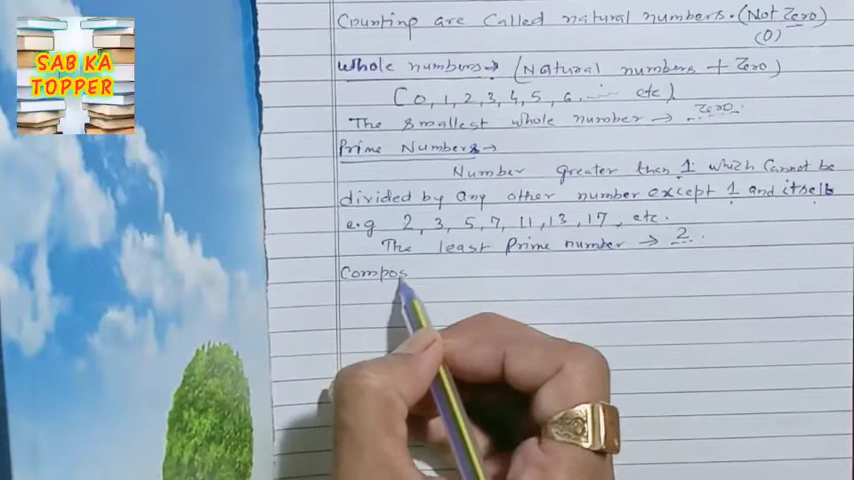 SAB KA
TOPPER
Counting are Called natural numbers. (Not Zero)
(0)
Whole numbers → (Natural numbers + Zero)
(0, 1, 2, 3, 4, 5, 6, ..... etc)
The smallest whole number → Zero.
Prime Numbers →
Number greater then 1 which Cannot be
divided by any other number except 1 and itself
e.g 2, 3, 5, 7, 11, 13, 17, etc.
The least Prime number → 2.
Compos